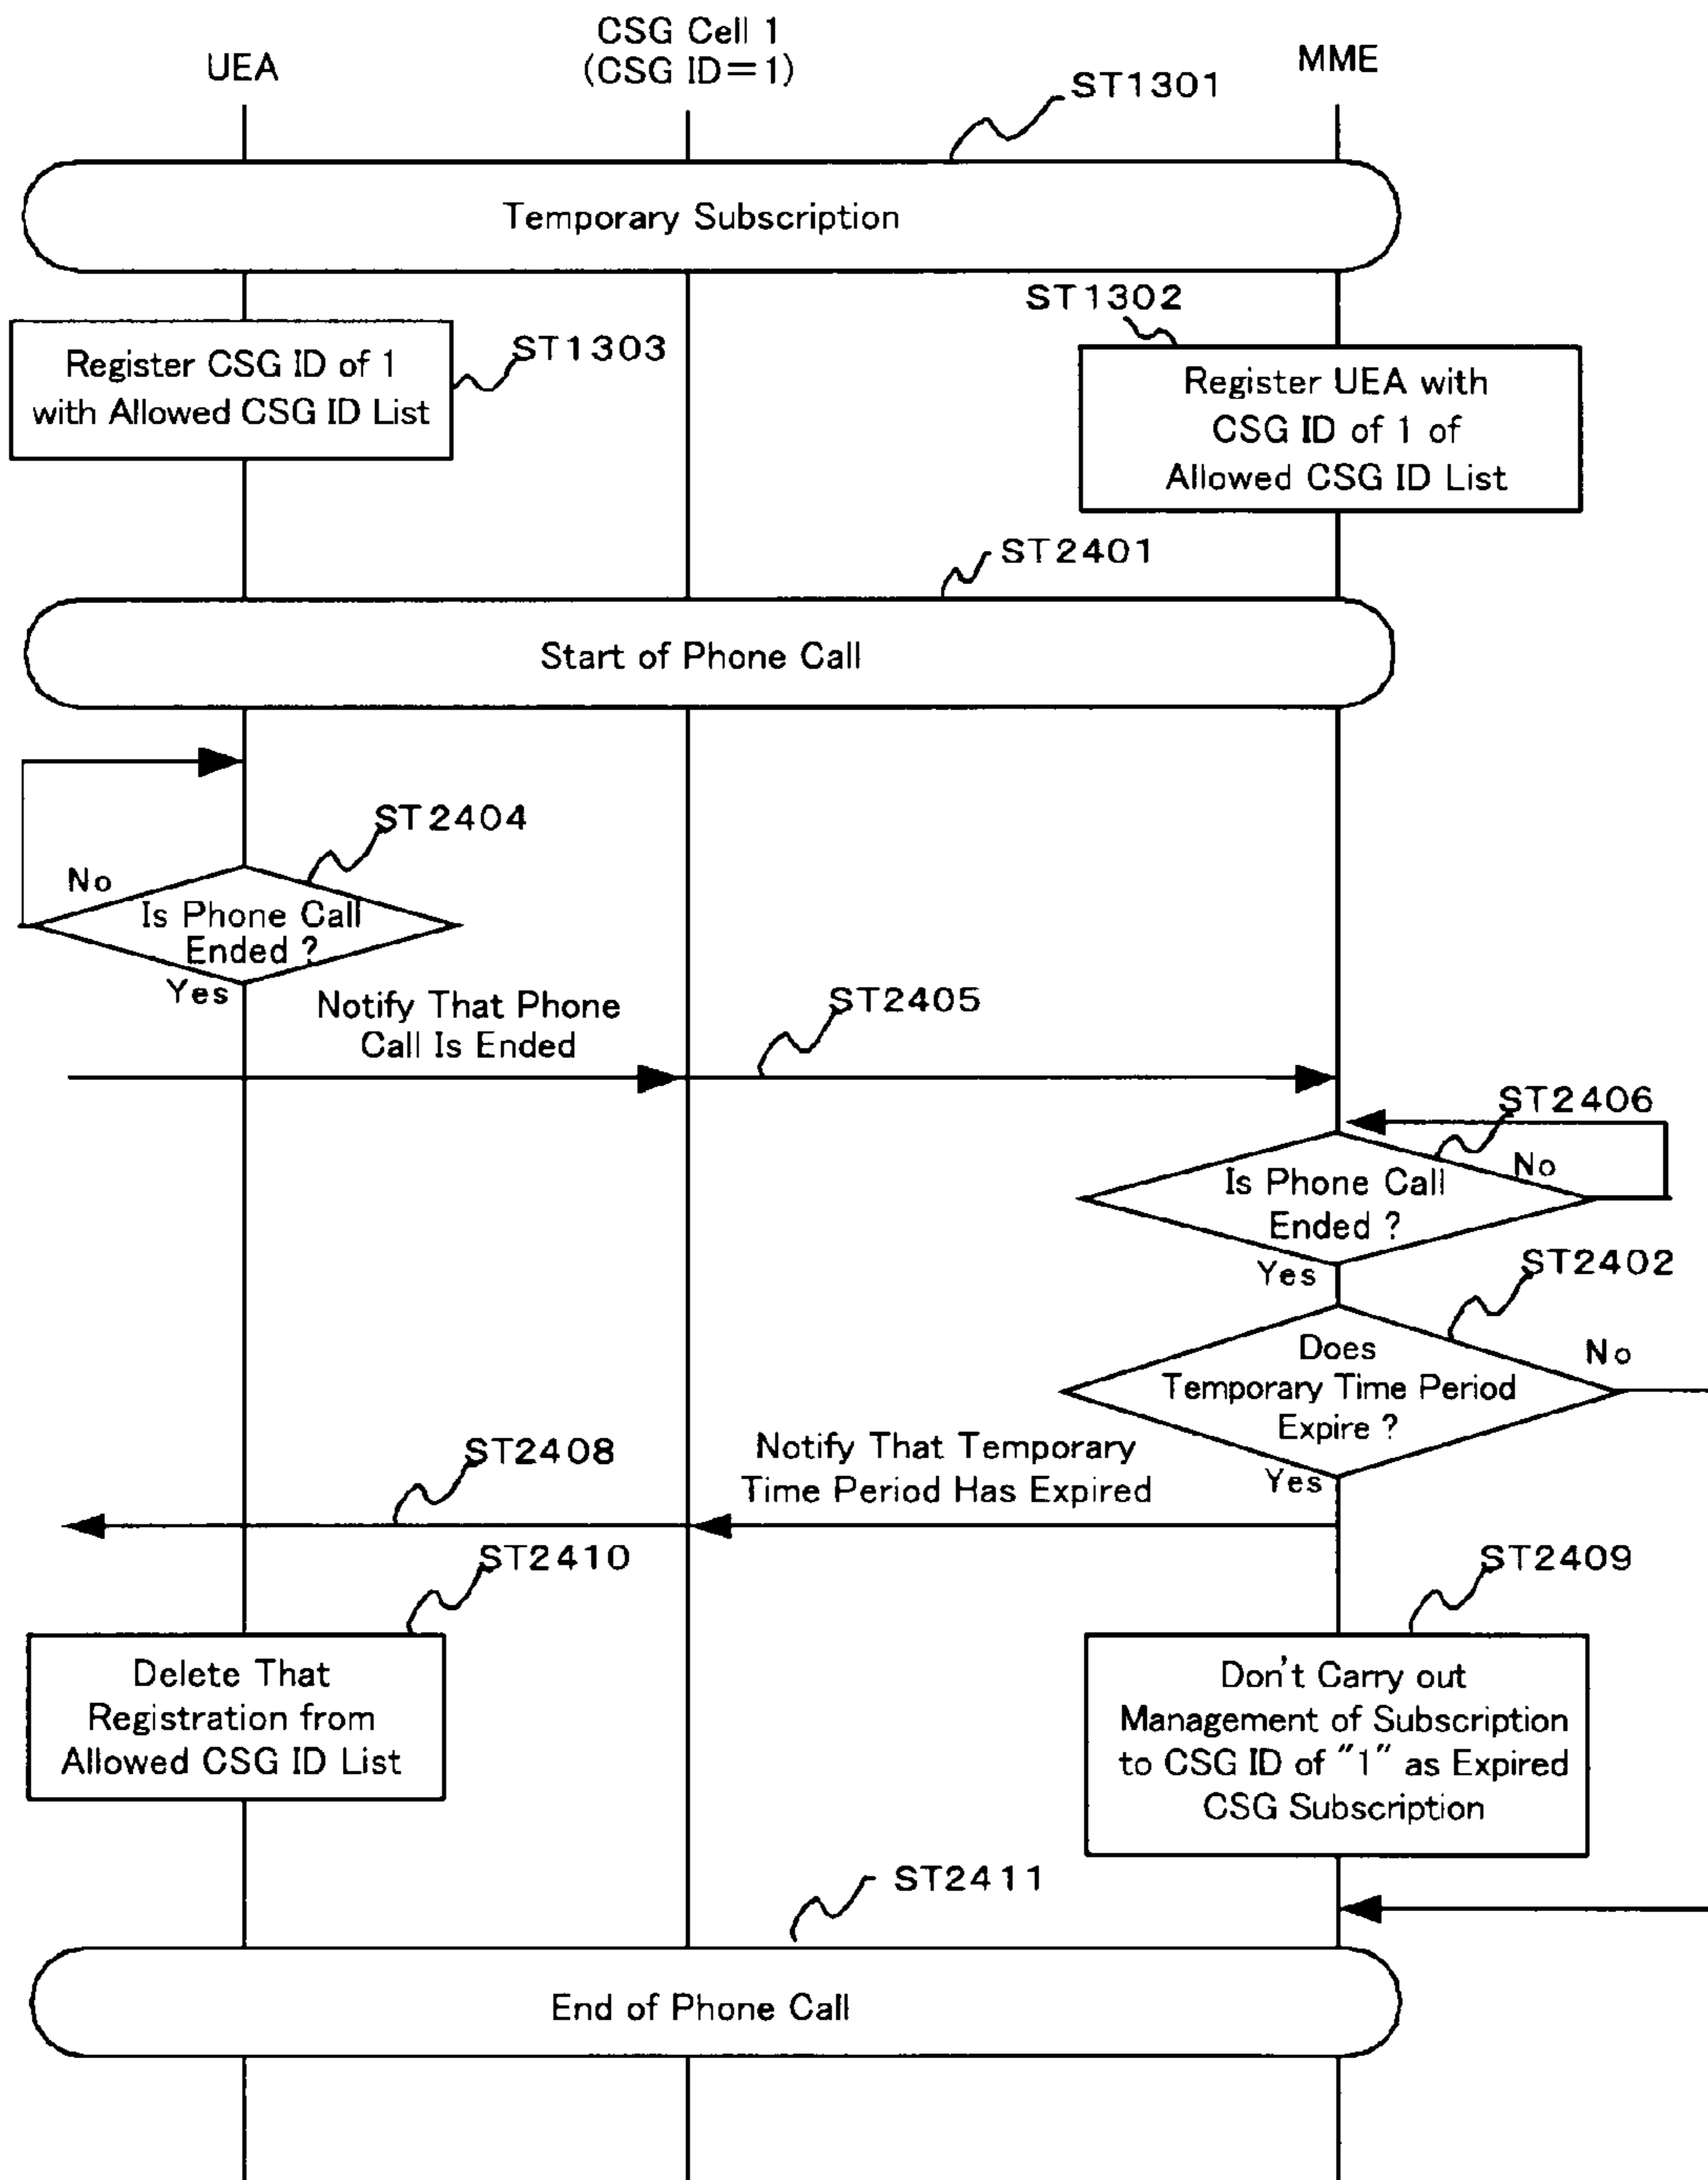 UEA
CSG Cell 1
(CSG ID=1)
MME
ST1301
Temporary Subscription
ST1302
ST1303
Register CSG ID of 1
with Allowed CSG ID List
Register UEA with
CSG ID of 1 of
Allowed CSG ID List
ST2401
Start of Phone Call
ST2404
No
Is Phone Call
Ended ?
Yes
Notify That Phone
Call Is Ended
ST2405
ST2406
Is Phone Call
Ended ?
No
Yes
ST2402
Does
Temporary Time Period
Expire ?
No
Yes
ST2408
Notify That Temporary
Time Period Has Expired
ST2410
ST2409
Delete That
Registration from
Allowed CSG ID List
Don't Carry out
Management of Subscription
to CSG ID of "1" as Expired
CSG Subscription
ST2411
End of Phone Call